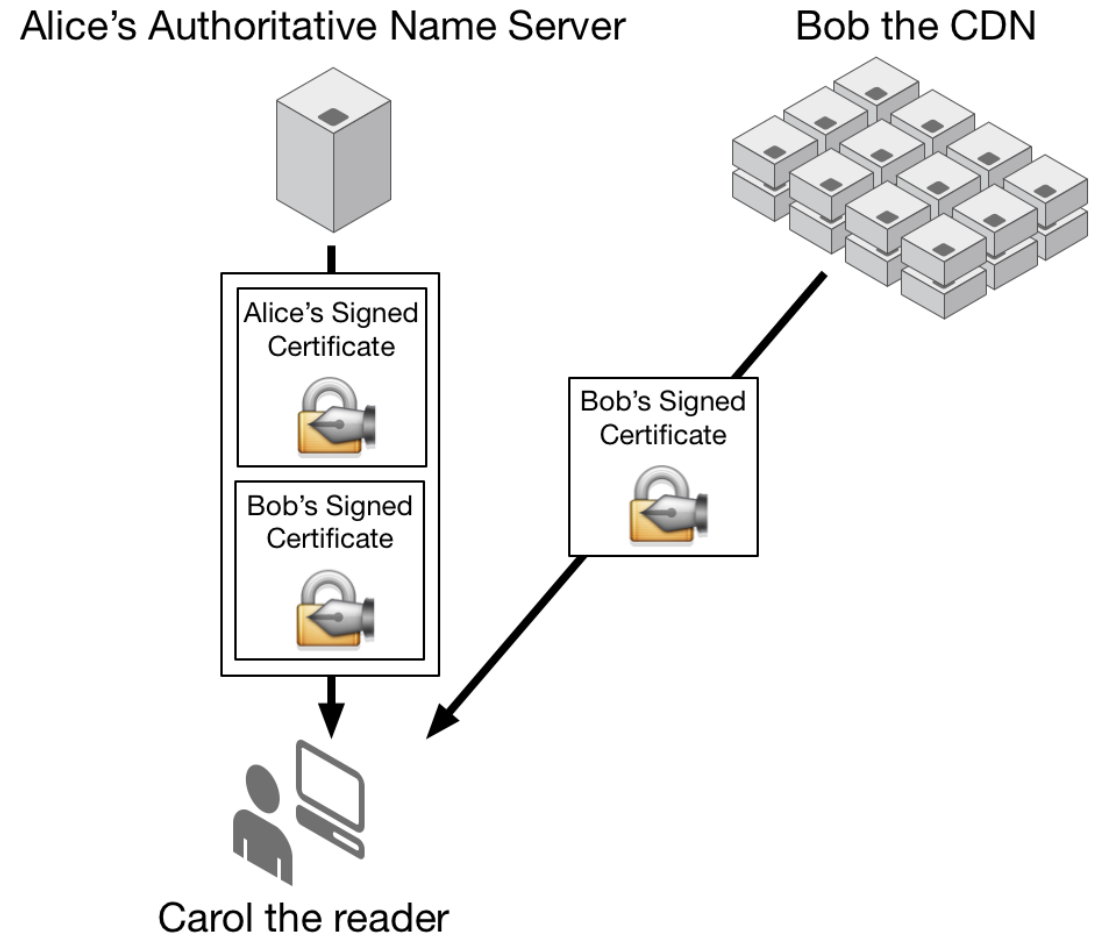 Alice’s Authoritative Name Server
Bob the CDN
Alice’s Signed
Certificate
Bob’s Signed
Certificate
Bob’s Signed
Certificate
Carol the reader